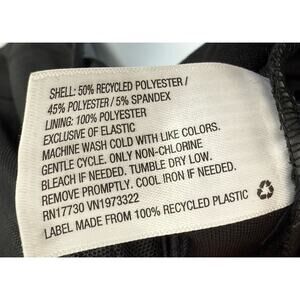 SHELL: 50% RECYCLED POLYESTER /
45% POLYESTER / 5% SPANDEX
LINING: 100% POLYESTER
EXCLUSIVE OF ELASTIC
MACHINE WASH COLD WITH LIKE COLORS.
GENTLE CYCLE. ONLY NON-CHLORINE
BLEACH IF NEEDED. TUMBLE DRY LOW.
REMOVE PROMPTLY. COOL IRON IF NEEDED.
RN17730 VN1973322
LABEL MADE FROM 100% RECYCLED PLASTIC